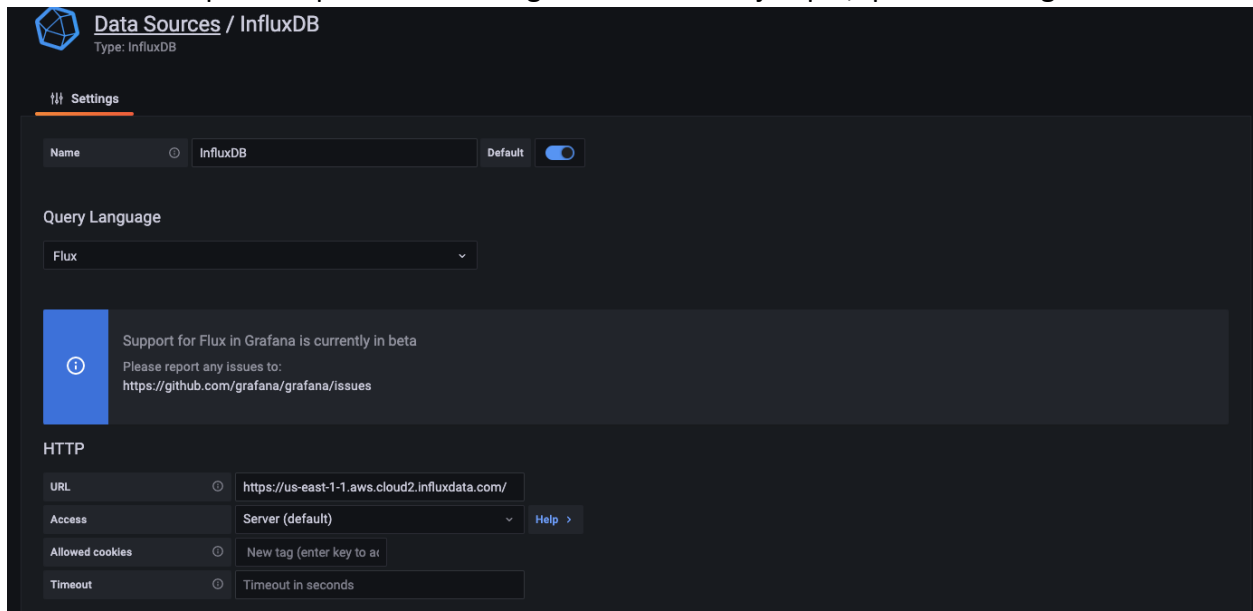 Data Sources / InfluxDB
Type: InfluxDB
Settings
Name InfluxDB Default
Query Language
Flux
Support for Flux in Grafana is currently in beta
Please report any issues to:
https://github.com/grafana/grafana/issues
HTTP
URL https://us-east-1-1.aws.cloud2.influxdata.com/
Access Server (default) Help >
Allowed cookies New tag (enter key to a
Timeout Timeout in seconds